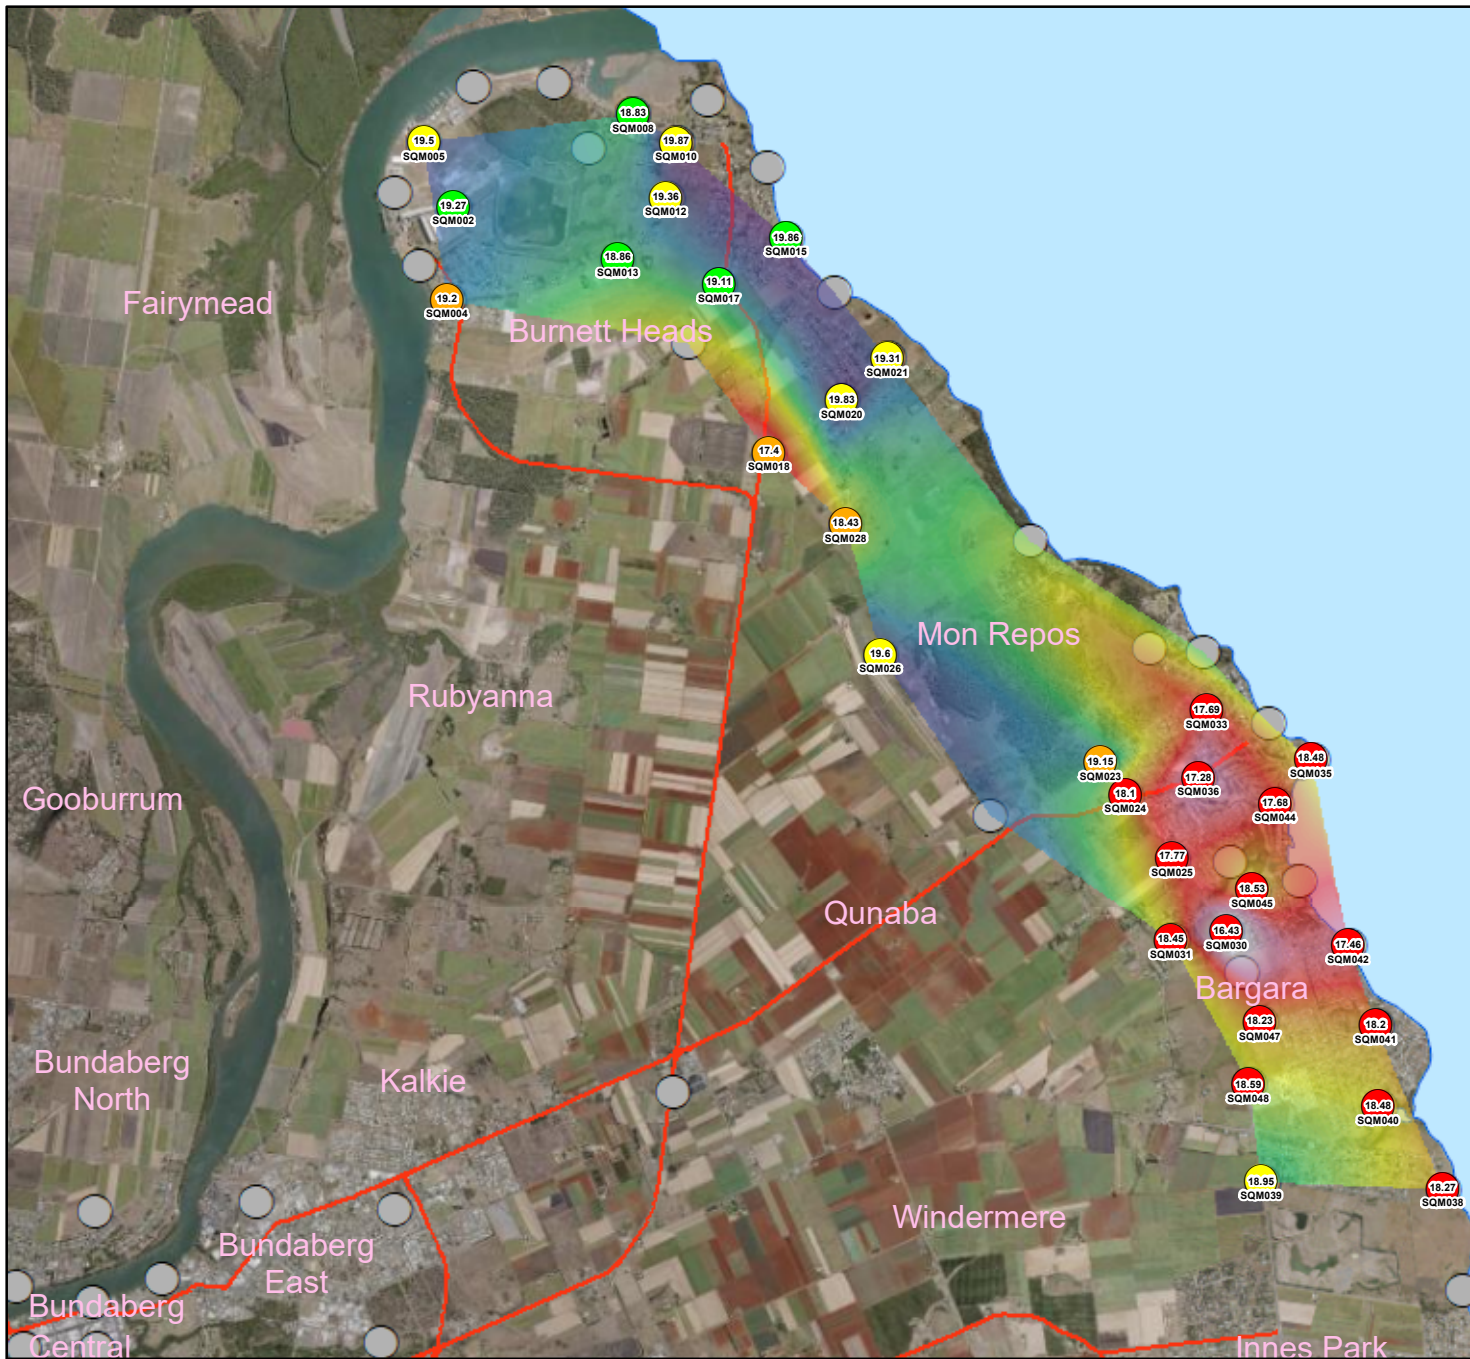 18.83
SQM008
19.5
SQM005
19.87
SQM010
19.36
SQM012
19.27
SQM002
19.86
SQM015
18.86
SQM013
19.11
SQM017
19.2
SQM004
Fairymead
Burnett Heads
19.31
SQM021
19.83
SQM020
17.4
SQM018
18.43
SQM028
Mon Repos
19.6
SQM026
Rubyanna
17.69
SQM033
18.48
SQM035
19.15
SQM023
17.28
SQM036
18.1
SQM024
17.68
SQM044
Gooburrum
17.77
SQM025
18.53
SQM045
Qunaba
16.43
SQM030
18.45
SQM031
17.46
SQM042
Bargara
18.23
SQM047
18.2
SQM041
Bundaberg
North
Kalkie
18.59
SQM048
18.48
SQM040
18.95
SQM039
18.27
SQM038
Windermere
Bundaberg
East
Bundaberg
Central
Innes Park